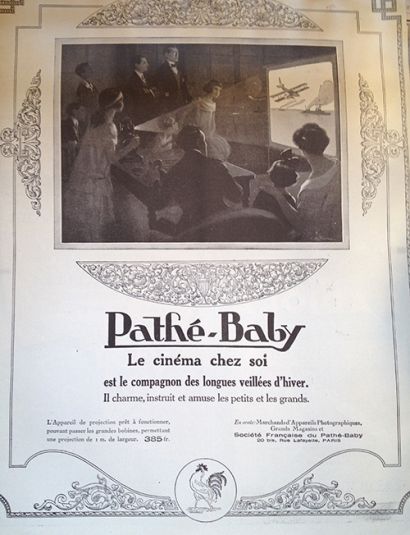 Pathé-Baby
Le cinéma chez soi
est le compagnon des longues veillées d'hiver.
Il charme, instruit et amuse les petits et les grands.
L'Appareil de projection prêt à fonctionner,
pouvant passer les grandes bobines, permettant
une projection de 1 m. de largeur. 385 fr.
En vente: Marchands d'Appareils Photographiques,
Grands Magasins et
Société Française du Pathé-Baby
20 bis, Rue Lafayette, PARIS